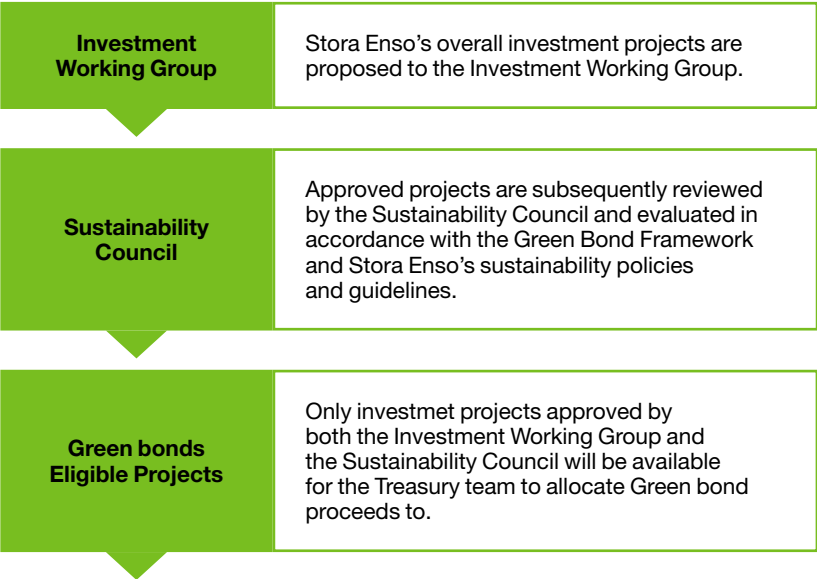 Investment
Working Group
Stora Enso’s overall investment projects are
proposed to the Investment Working Group.
Sustainability
Council
Approved projects are subsequently reviewed
by the Sustainability Council and evaluated in
accordance with the Green Bond Framework
and Stora Enso’s sustainability policies
and guidelines.
Green bonds
Eligible Projects
Only investmet projects approved by
both the Investment Working Group and
the Sustainability Council will be available
for the Treasury team to allocate Green bond
proceeds to.